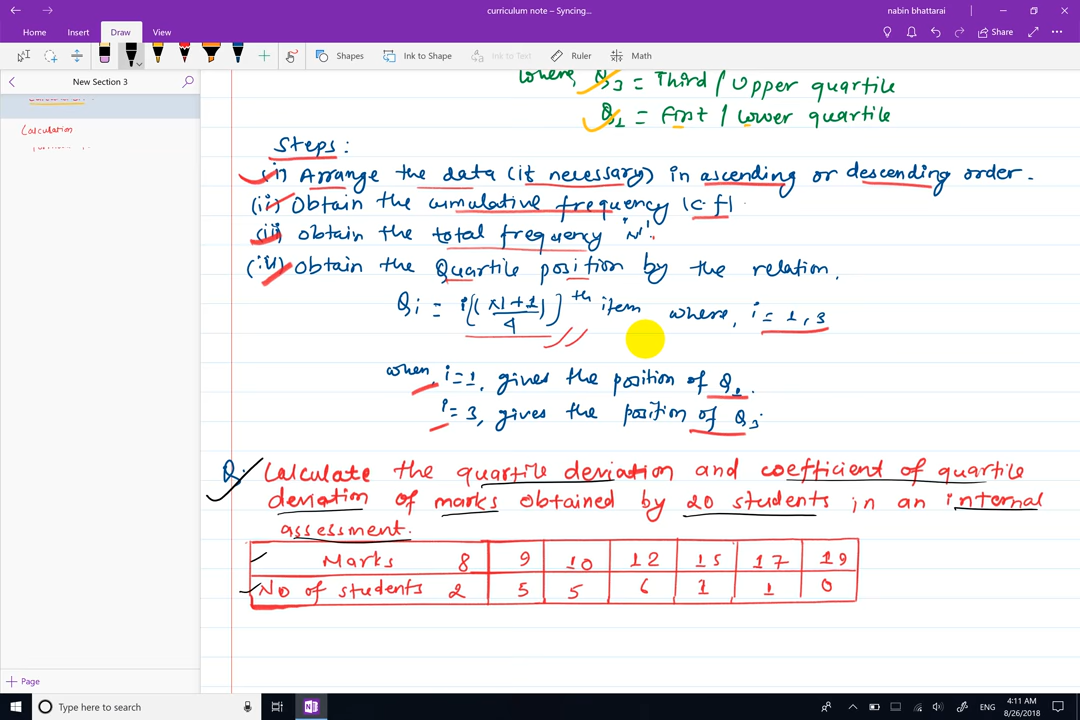 curriculum note – Syncing...
nabin bhattarai
Home Insert Draw View
Share
Shapes Ink to Shape Ink to Text Ruler Math
New Section 3
Calculation
where, Q3 = Third / Upper quartile
Q1 = First / lower quartile
Steps:
(i) Arrange the data (if necessary) in ascending or descending order.
(ii) Obtain the cumulative frequency (c.f).
(iii) obtain the total frequency 'N'.
(iv) Obtain the Quartile position by the relation.
Qi = i[(N+1)/4]th item where, i = 1, 3
when, i=1, gives the position of Q1.
i = 3, gives the position of Q3.
Q. Calculate the quartile deviation and coefficient of quartile
deviation of marks obtained by 20 students in an internal
assessment.
Marks 8 9 10 12 15 17 19
No of students 2 5 5 6 1 1 0
Page
Type here to search
ENG
4:11 AM
8/26/2018